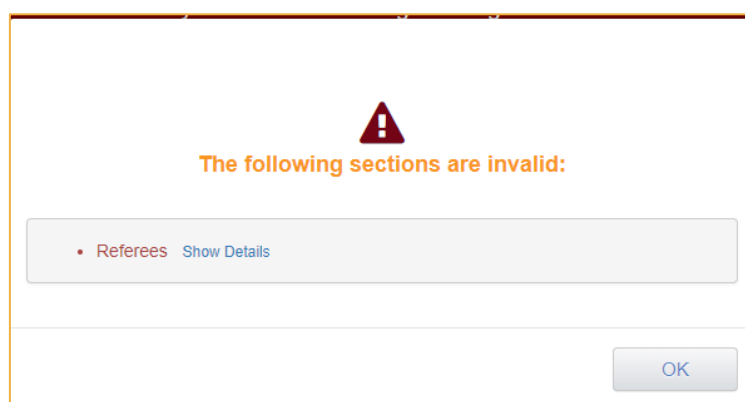 The following sections are invalid:
• Referees Show Details
OK